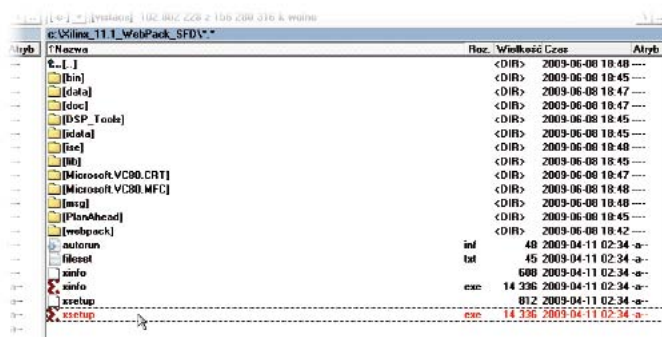 [vistaos] 102 802 228 z 156 288 316 k wolne
c:\Xilinx_11.1_WebPack_SFD\*.*
Atryb ↑Nazwa Roz. Wielkość Czas Atryb
[..] <DIR> 2009-06-08 18:48 ----
[bin] <DIR> 2009-06-08 18:45 ----
[data] <DIR> 2009-06-08 18:47 ----
[doc] <DIR> 2009-06-08 18:47 ----
[DSP_Tools] <DIR> 2009-06-08 18:45 ----
[idata] <DIR> 2009-06-08 18:45 ----
[ise] <DIR> 2009-06-08 18:48 ----
[lib] <DIR> 2009-06-08 18:45 ----
[Microsoft.VC80.CRT] <DIR> 2009-06-08 18:47 ----
[Microsoft.VC80.MFC] <DIR> 2009-06-08 18:48 ----
[msg] <DIR> 2009-06-08 18:48 ----
[PlanAhead] <DIR> 2009-06-08 18:45 ----
[webpack] <DIR> 2009-06-08 18:42 ----
autorun inf 48 2009-04-11 02:34 -a--
fileset txt 45 2009-04-11 02:34 -a--
xinfo 608 2009-04-11 02:34 -a--
xinfo exe 14 336 2009-04-11 02:34 -a--
xsetup 812 2009-04-11 02:34 -a--
xsetup exe 14 336 2009-04-11 02:34 -a--